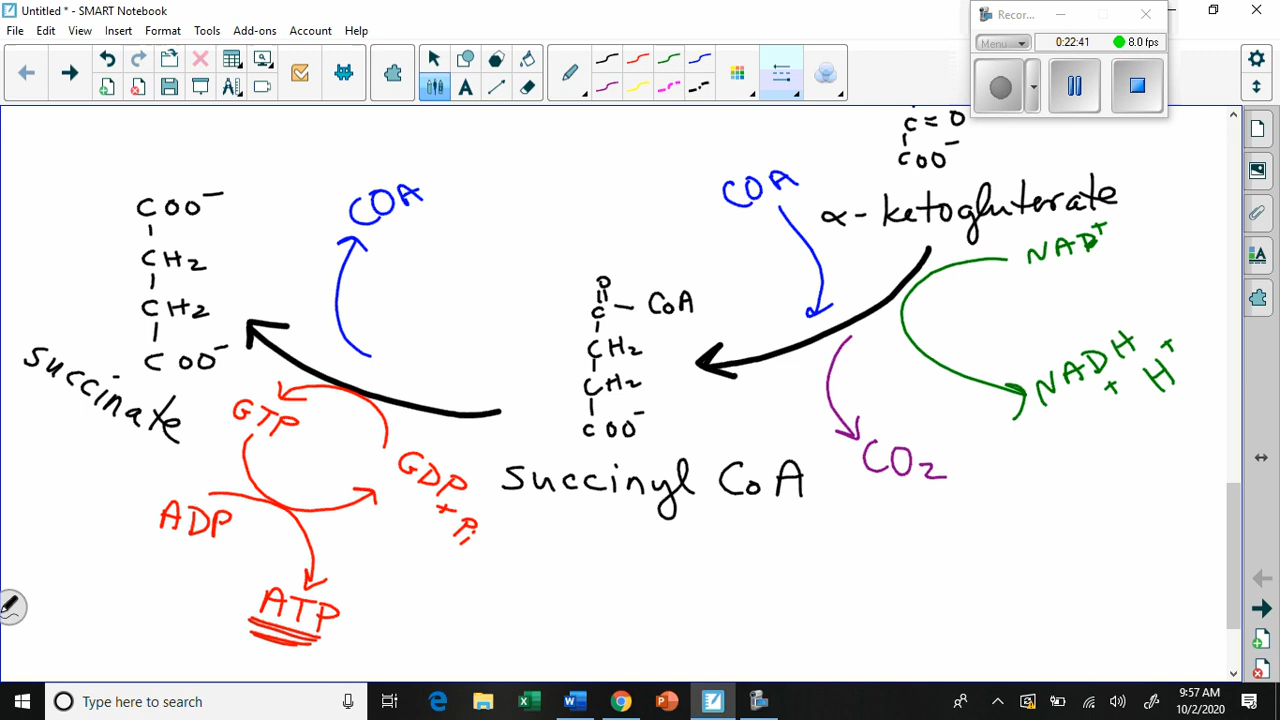 Untitled * - SMART Notebook
File Edit View Insert Format Tools Add-ons Account Help
Recor...
Menu
0:22:41
8.0 fps
C = O
COO⁻
α-ketogluterate
NAD⁺
NADH
+ H⁺
COA
CO₂
O
C - CoA
CH₂
CH₂
COO⁻
succinyl CoA
COA
COO⁻
CH₂
CH₂
COO⁻
succinate
GTP
GDP
+ Pi
ADP
ATP
Type here to search
9:57 AM
10/2/2020